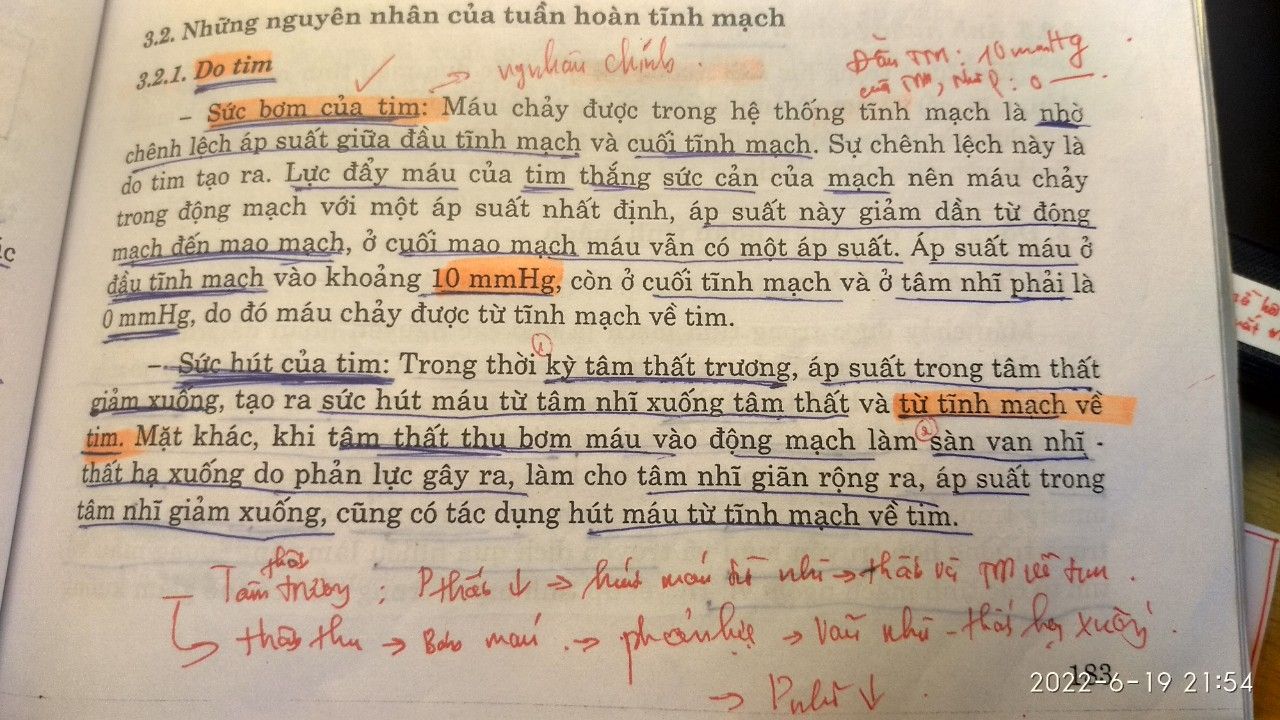 3.2. Những nguyên nhân của tuần hoàn tĩnh mạch
3.2.1. Do tim
→ nguyên nhân chính.
Đầu TM: 10 mmHg
cuối TM, nhĩ P: 0
– Sức bơm của tim: Máu chảy được trong hệ thống tĩnh mạch là nhờ
chênh lệch áp suất giữa đầu tĩnh mạch và cuối tĩnh mạch. Sự chênh lệch này là
do tim tạo ra. Lực đẩy máu của tim thắng sức cản của mạch nên máu chảy
trong động mạch với một áp suất nhất định, áp suất này giảm dần từ động
mạch đến mao mạch, ở cuối mao mạch máu vẫn có một áp suất. Áp suất máu ở
đầu tĩnh mạch vào khoảng 10 mmHg, còn ở cuối tĩnh mạch và ở tâm nhĩ phải là
0 mmHg, do đó máu chảy được từ tĩnh mạch về tim.
1
– Sức hút của tim: Trong thời kỳ tâm thất trương, áp suất trong tâm thất
giảm xuống, tạo ra sức hút máu từ tâm nhĩ xuống tâm thất và từ tĩnh mạch về
2
tim. Mặt khác, khi tâm thất thu bơm máu vào động mạch làm sàn van nhĩ -
thất hạ xuống do phản lực gây ra, làm cho tâm nhĩ giãn rộng ra, áp suất trong
tâm nhĩ giảm xuống, cũng có tác dụng hút máu từ tĩnh mạch về tim.
thất
Tâm trương: P thất ↓ → hút máu từ nhĩ → thất và TM về tim.
thất thu → Bơm máu → phản lực → Van nhĩ - thất hạ xuống.
→ P nhĩ ↓.
183
2022-6-19 21:54